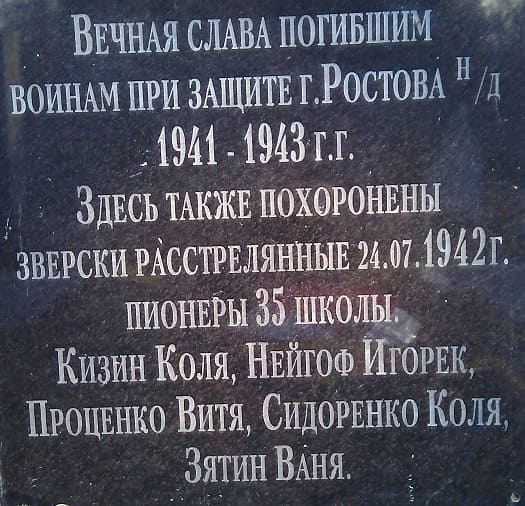 Вечная слава погибшим
воинам при защите г.Ростова н/д
1941 - 1943 г.г.
Здесь также похоронены
зверски расстрелянные 24.07.1942г.
пионеры 35 школы.
Кизин Коля, Нейгоф Игорек,
Проценко Витя, Сидоренко Коля,
Зятин Ваня.